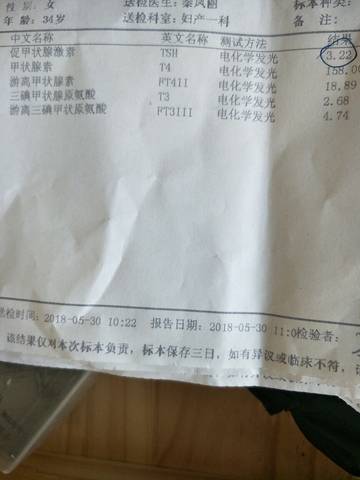 性 别：女 送检医生：秦凤丽 标本种类：
年 龄：34岁 送检科室：妇产一科 备 注：
中文名称 英文名称 测试方法 结果
促甲状腺激素 TSH 电化学发光 3.22
甲状腺素 T4 电化学发光 158.0
游离甲状腺素 FT4II 电化学发光 18.89
三碘甲状腺原氨酸 T3 电化学发光 2.68
游离三碘甲状腺原氨酸 FT3III 电化学发光 4.74
送检时间：2018-05-30 10:22 报告日期：2018-05-30 11:0 检验者：
该结果仅对本次标本负责，标本保存三日，如有异议或临床不符，